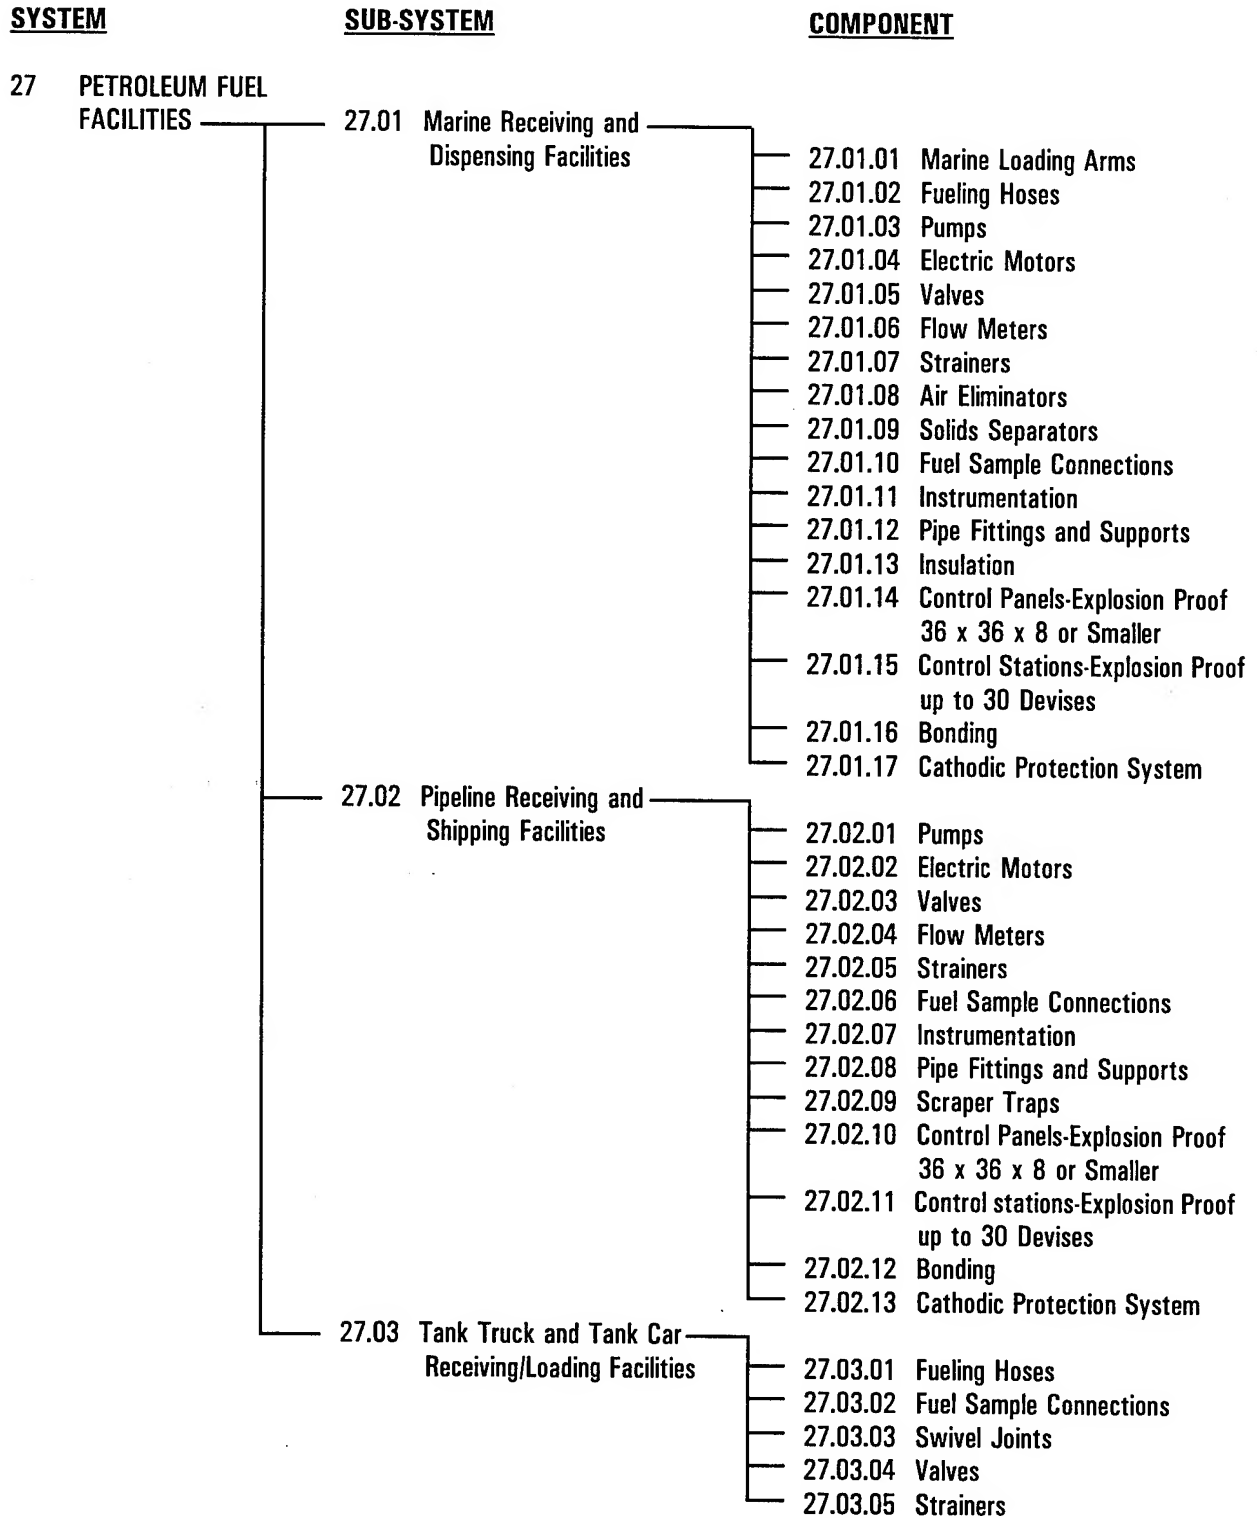 SYSTEM SUB-SYSTEM COMPONENT
27 PETROLEUM FUEL
FACILITIES 27.01 Marine Receiving and
Dispensing Facilities
27.01.01 Marine Loading Arms
27.01.02 Fueling Hoses
27.01.03 Pumps
27.01.04 Electric Motors
27.01.05 Valves
27.01.06 Flow Meters
27.01.07 Strainers
27.01.08 Air Eliminators
27.01.09 Solids Separators
27.01.10 Fuel Sample Connections
27.01.11 Instrumentation
27.01.12 Pipe Fittings and Supports
27.01.13 Insulation
27.01.14 Control Panels-Explosion Proof
36 x 36 x 8 or Smaller
27.01.15 Control Stations-Explosion Proof
up to 30 Devises
27.01.16 Bonding
27.01.17 Cathodic Protection System
27.02 Pipeline Receiving and
Shipping Facilities
27.02.01 Pumps
27.02.02 Electric Motors
27.02.03 Valves
27.02.04 Flow Meters
27.02.05 Strainers
27.02.06 Fuel Sample Connections
27.02.07 Instrumentation
27.02.08 Pipe Fittings and Supports
27.02.09 Scraper Traps
27.02.10 Control Panels-Explosion Proof
36 x 36 x 8 or Smaller
27.02.11 Control stations-Explosion Proof
up to 30 Devises
27.02.12 Bonding
27.02.13 Cathodic Protection System
27.03 Tank Truck and Tank Car
Receiving/Loading Facilities
27.03.01 Fueling Hoses
27.03.02 Fuel Sample Connections
27.03.03 Swivel Joints
27.03.04 Valves
27.03.05 Strainers